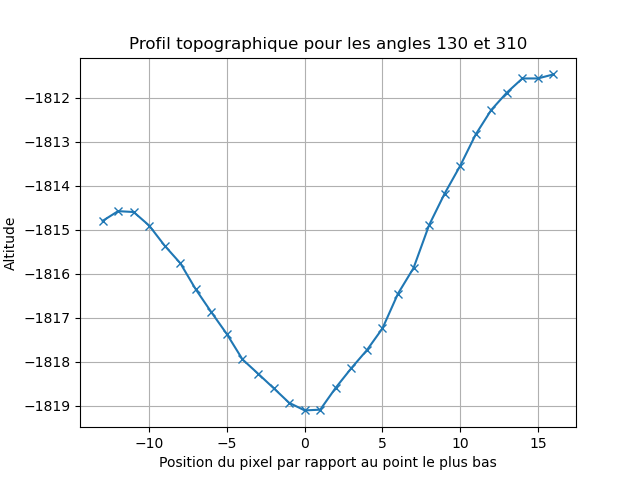 Profil topographique pour les angles 130 et 310
Altitude
−1812
−1813
−1814
−1815
−1816
−1817
−1818
−1819
−10 −5 0 5 10 15
Position du pixel par rapport au point le plus bas